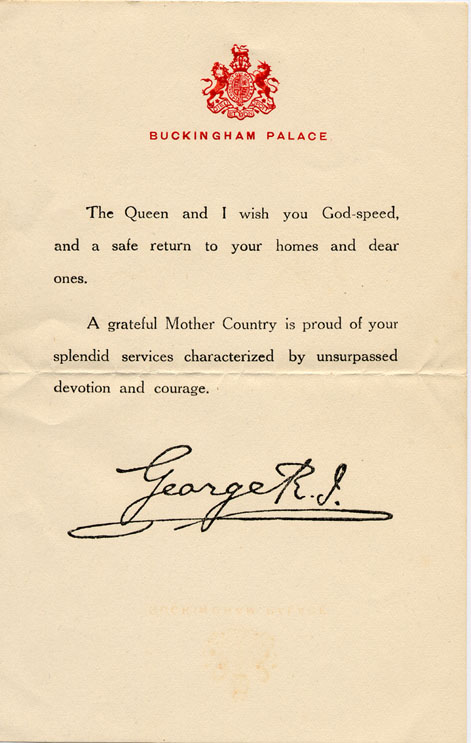 BUCKINGHAM PALACE.
The Queen and I wish you God-speed,
and a safe return to your homes and dear
ones.
A grateful Mother Country is proud of your
splendid services characterized by unsurpassed
devotion and courage.
George R.I.